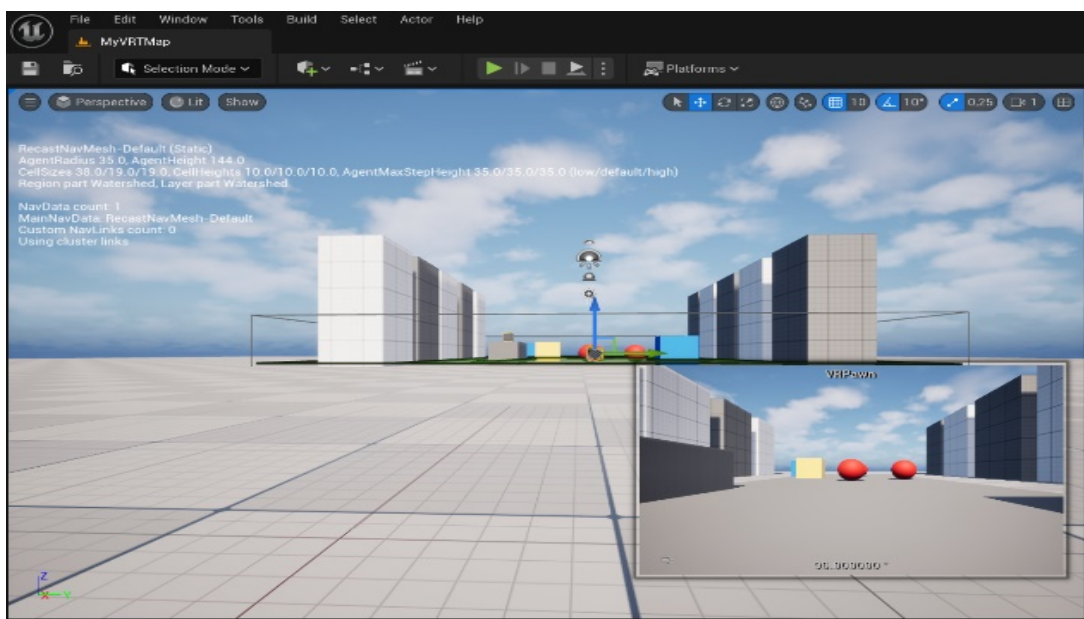 File Edit Window Tools Build Select Actor Help
MyVRTMap
Selection Mode
Platforms
Perspective Lit Show
10 10° 0,25 1
RecastNavMesh-Default (Static)
AgentRadius 35.0, AgentHeight 144.0
CellSizes 38.0/19.0/19.0, CellHeights 10.0/10.0/10.0, AgentMaxStepHeight 35.0/35.0/35.0 (low/default/high)
Region part Watershed, Layer part Watershed
NavData count: 1
MainNavData: RecastNavMesh-Default
Custom NavLinks count: 0
Using cluster links
VRPawn
Z
X Y